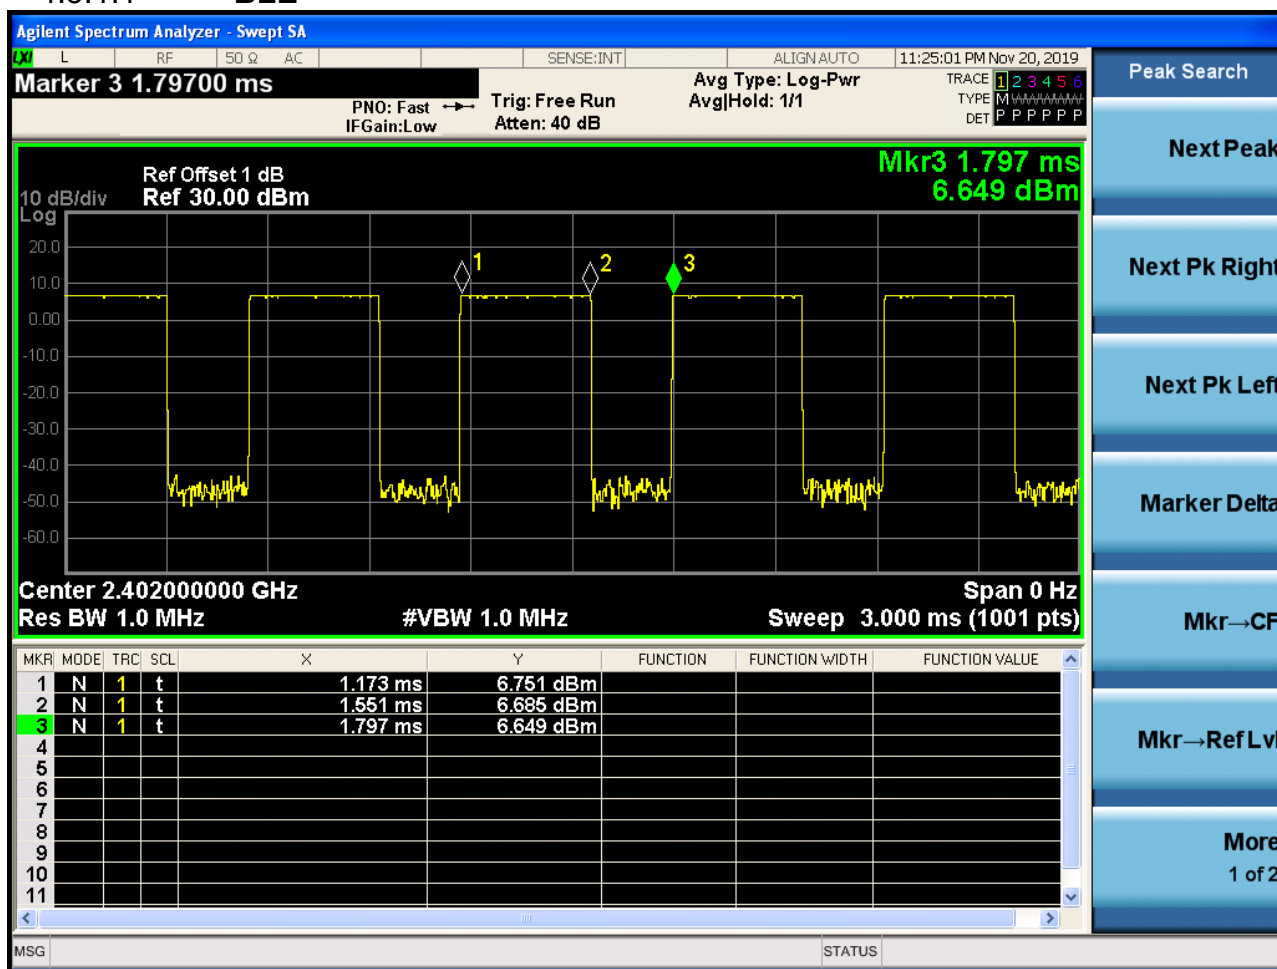 Agilent Spectrum Analyzer - Swept SA
LXI L RF 50 Ω AC SENSE:INT ALIGN AUTO 11:25:01 PM Nov 20, 2019
Marker 3 1.79700 ms
PNO: Fast
IFGain:Low
Trig: Free Run
Atten: 40 dB
Avg Type: Log-Pwr
Avg|Hold: 1/1
TRACE 1 2 3 4 5 6
TYPE M WWWWW
DET P P P P P P
Peak Search
Next Peak
Next Pk Right
Next Pk Left
Marker Delta
Mkr→CF
Mkr→Ref Lvl
More
1 of 2
Mkr3 1.797 ms
6.649 dBm
Ref Offset 1 dB
10 dB/div Ref 30.00 dBm
Log
20.0
10.0
0.00
-10.0
-20.0
-30.0
-40.0
-50.0
-60.0
1 2 3
Center 2.402000000 GHz Span 0 Hz
Res BW 1.0 MHz #VBW 1.0 MHz Sweep 3.000 ms (1001 pts)
MKR MODE TRC SCL X Y FUNCTION FUNCTION WIDTH FUNCTION VALUE
1 N 1 t 1.173 ms 6.751 dBm
2 N 1 t 1.551 ms 6.685 dBm
3 N 1 t 1.797 ms 6.649 dBm
4
5
6
7
8
9
10
11
MSG STATUS